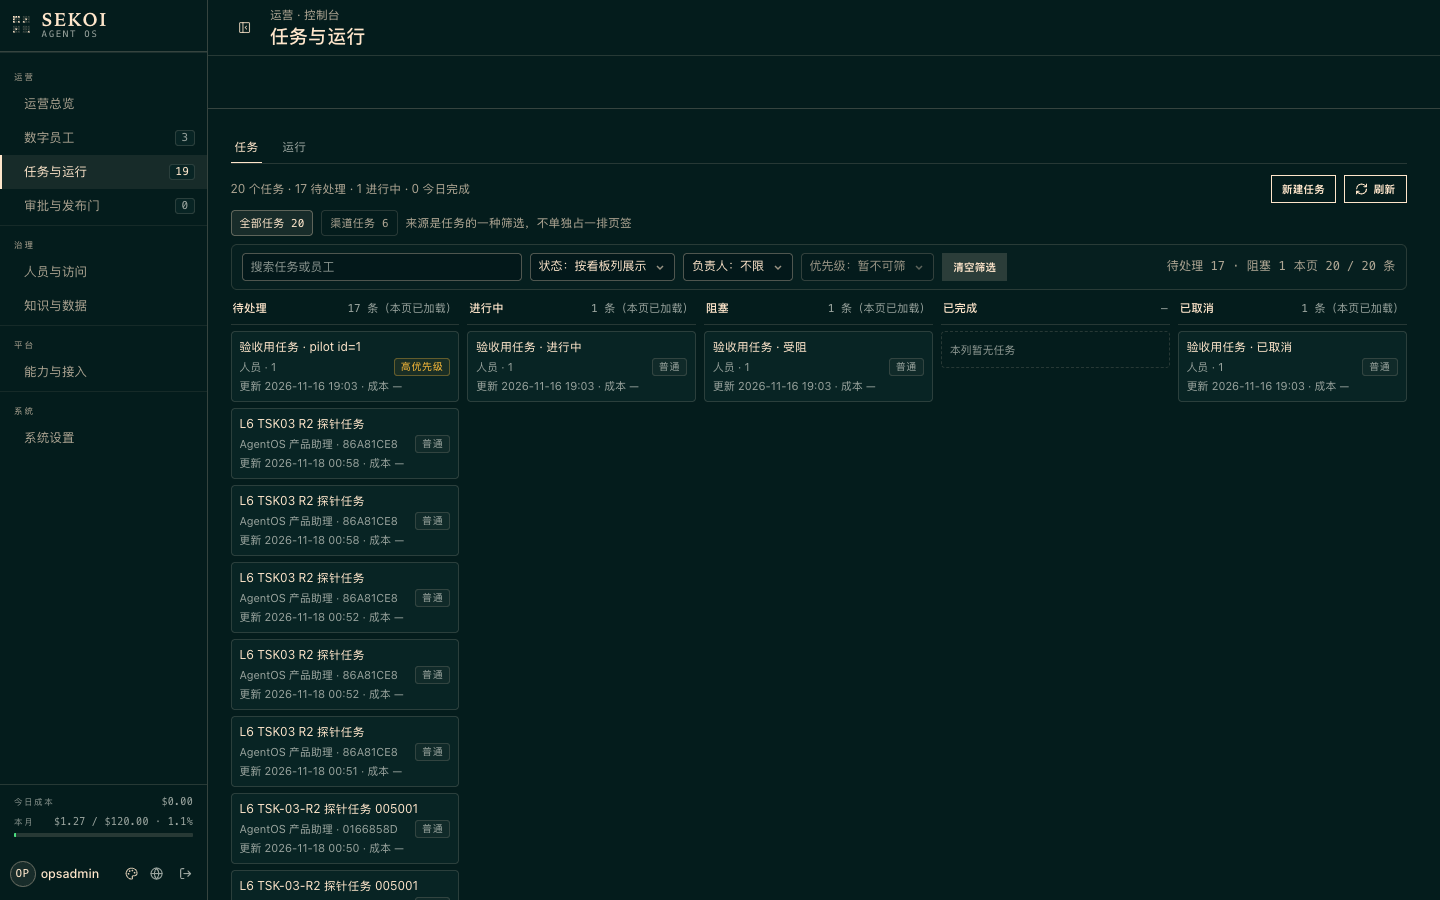 SEKOI
AGENT OS
运营
运营总览
数字员工 3
任务与运行 19
审批与发布门 0
治理
人员与访问
知识与数据
平台
能力与接入
系统
系统设置
今日成本 $0.00
本月 $1.27 / $120.00 · 1.1%
OP opsadmin
运营 · 控制台
任务与运行
任务 运行
20 个任务 · 17 待处理 · 1 进行中 · 0 今日完成
新建任务 刷新
全部任务 20 渠道任务 6 来源是任务的一种筛选，不单独占一排页签
搜索任务或员工 状态：按看板列展示 负责人：不限 优先级：暂不可筛 清空筛选 待处理 17 · 阻塞 1 本页 20 / 20 条
待处理 17 条（本页已加载）
验收用任务 · pilot id=1
人员 · 1 高优先级
更新 2026-11-16 19:03 · 成本 —
L6 TSK03 R2 探针任务
AgentOS 产品助理 · 86A81CE8 普通
更新 2026-11-18 00:58 · 成本 —
L6 TSK03 R2 探针任务
AgentOS 产品助理 · 86A81CE8 普通
更新 2026-11-18 00:58 · 成本 —
L6 TSK03 R2 探针任务
AgentOS 产品助理 · 86A81CE8 普通
更新 2026-11-18 00:52 · 成本 —
L6 TSK03 R2 探针任务
AgentOS 产品助理 · 86A81CE8 普通
更新 2026-11-18 00:52 · 成本 —
L6 TSK03 R2 探针任务
AgentOS 产品助理 · 86A81CE8 普通
更新 2026-11-18 00:51 · 成本 —
L6 TSK-03-R2 探针任务 005001
AgentOS 产品助理 · 0166858D 普通
更新 2026-11-18 00:50 · 成本 —
L6 TSK-03-R2 探针任务 005001
进行中 1 条（本页已加载）
验收用任务 · 进行中
人员 · 1 普通
更新 2026-11-16 19:03 · 成本 —
阻塞 1 条（本页已加载）
验收用任务 · 受阻
人员 · 1 普通
更新 2026-11-16 19:03 · 成本 —
已完成 —
本列暂无任务
已取消 1 条（本页已加载）
验收用任务 · 已取消
人员 · 1 普通
更新 2026-11-16 19:03 · 成本 —